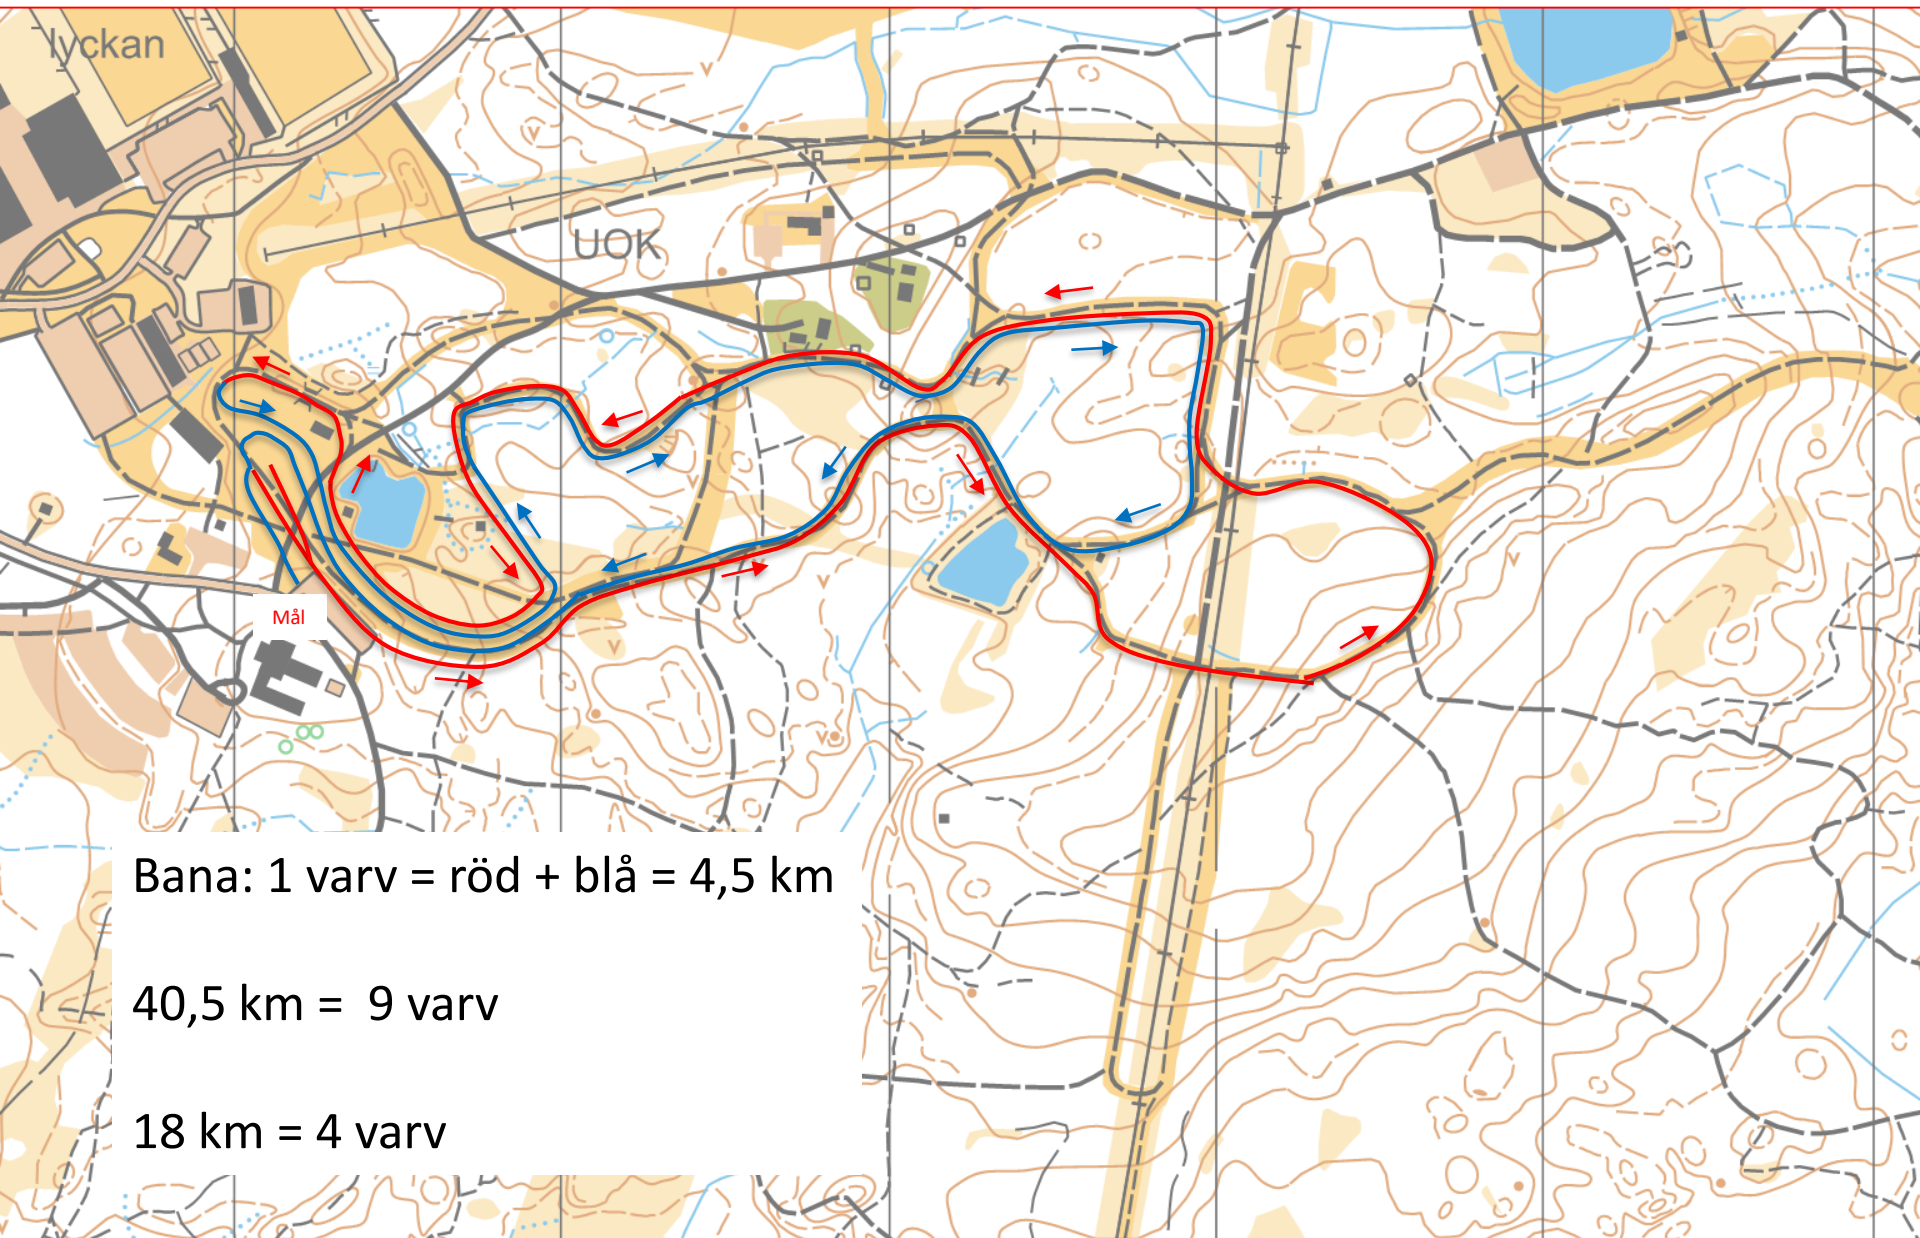 lyckan
UOK
Mål
Bana: 1 varv = röd + blå = 4,5 km
40,5 km = 9 varv
18 km = 4 varv